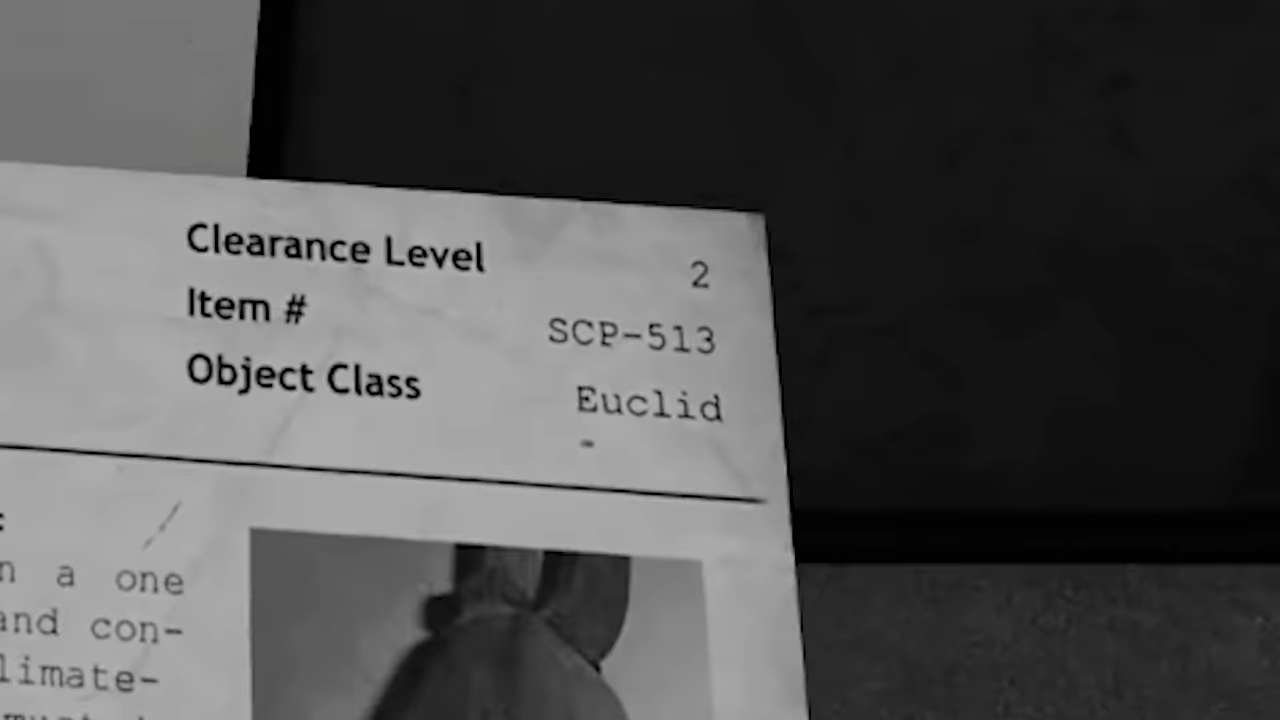 Clearance Level 2
Item # SCP-513
Object Class Euclid
-
:
n a one
and con-
limate-